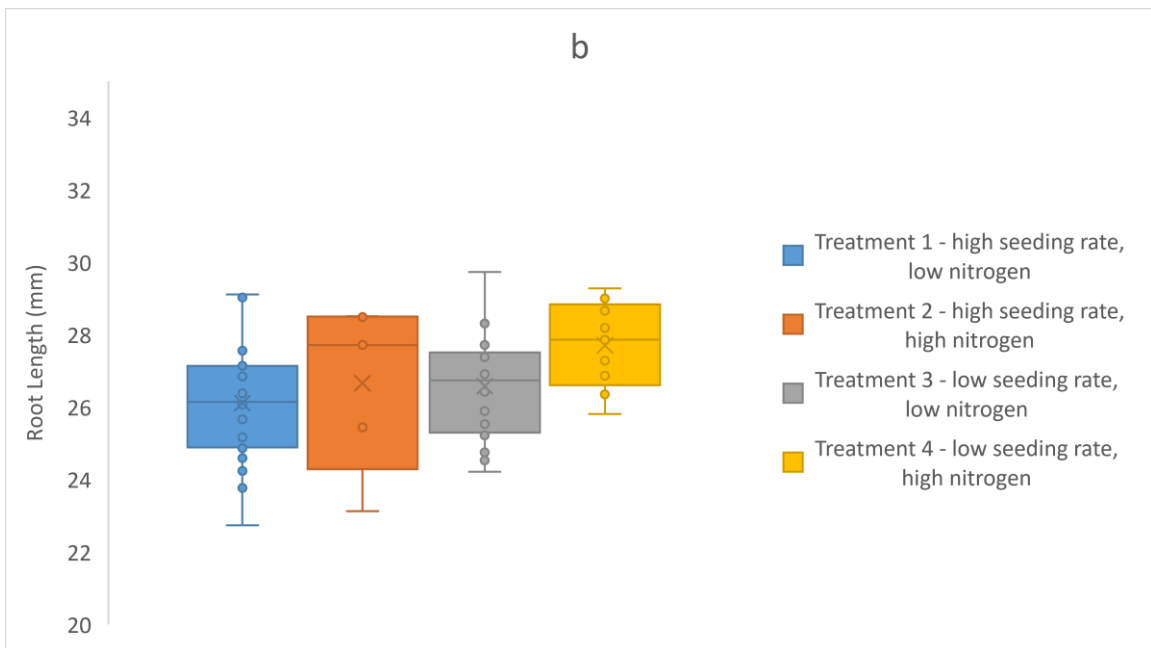 b
34
32
30
28
26
24
22
20
Root Length (mm)
Treatment 1 - high seeding rate,
low nitrogen
Treatment 2 - high seeding rate,
high nitrogen
Treatment 3 - low seeding rate,
low nitrogen
Treatment 4 - low seeding rate,
high nitrogen